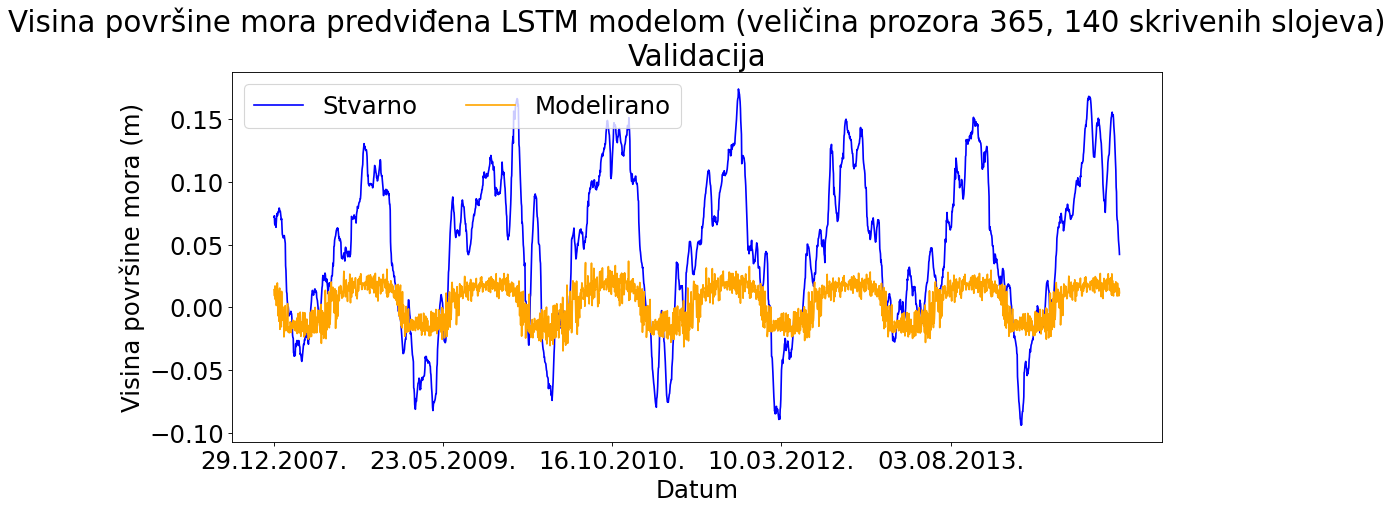 Visina površine mora predviđena LSTM modelom (veličina prozora 365, 140 skrivenih slojeva)
Validacija
Stvarno
Modelirano
Visina površine mora (m)
0.15
0.10
0.05
0.00
−0.05
−0.10
29.12.2007. 23.05.2009. 16.10.2010. 10.03.2012. 03.08.2013.
Datum